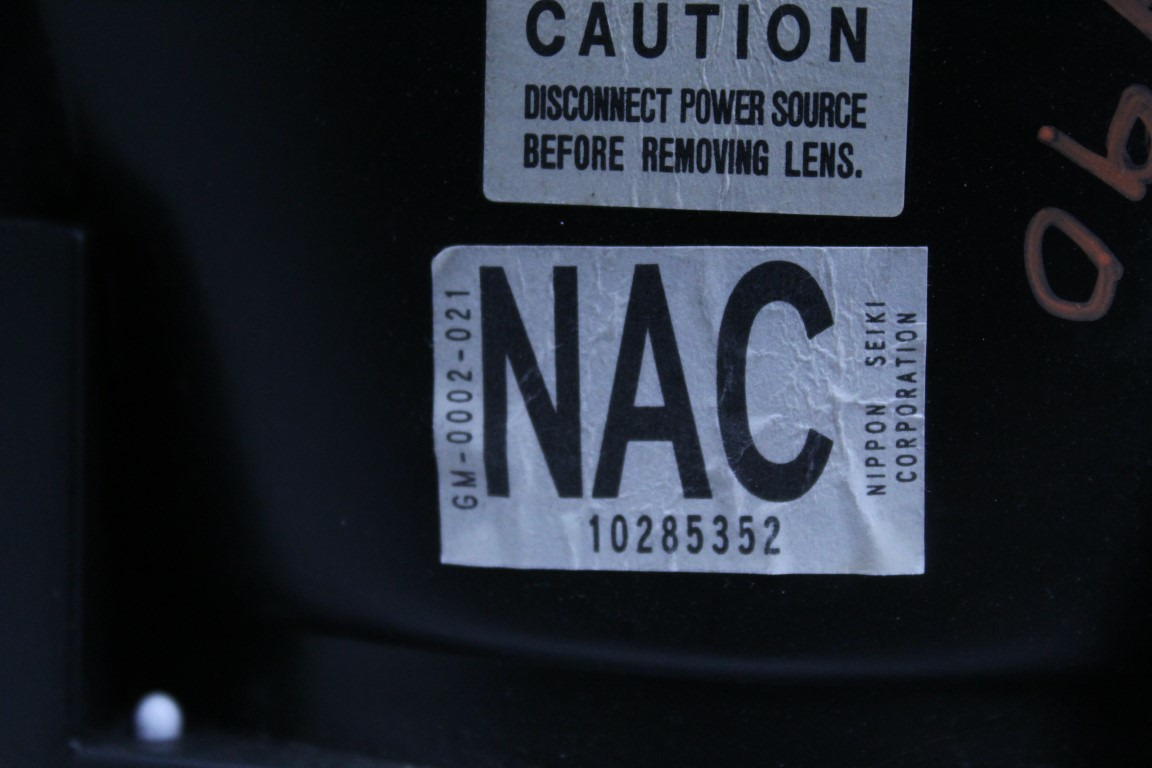 CAUTION
DISCONNECT POWER SOURCE
BEFORE REMOVING LENS.
GM-0002-021
NAC
10285352
NIPPON SEIKI
CORPORATION